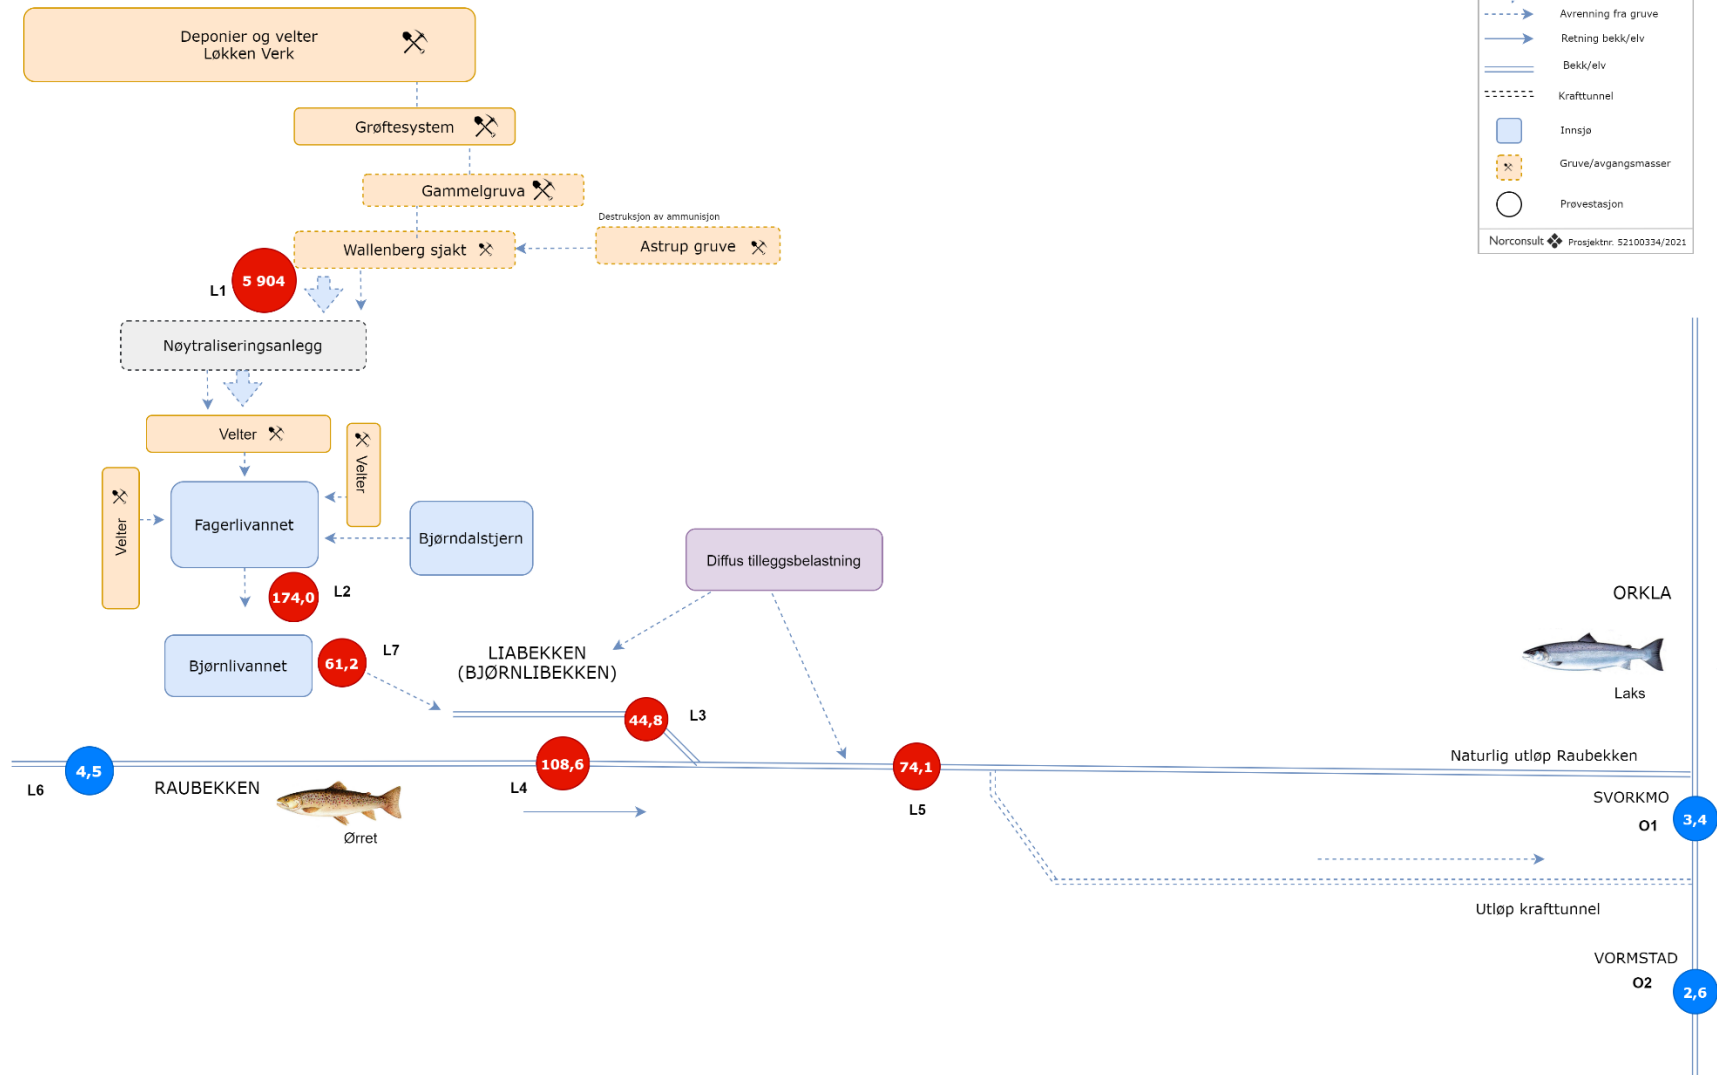 Deponier og velter
Løkken Verk
Grøftesystem
Gammelgruva
Destruksjon av ammunisjon
Wallenberg sjakt
Astrup gruve
5 904
L1
Nøytraliseringsanlegg
Velter
Velter
Velter
Fagerlivannet
Bjørndalstjern
Diffus tilleggsbelastning
174,0
L2
Bjørnlivannet
61,2
L7
LIABEKKEN
(BJØRNLIBEKKEN)
44,8
L3
4,5
L6
RAUBEKKEN
Ørret
108,6
L4
74,1
L5
Naturlig utløp Raubekken
ORKLA
Laks
SVORKMO
O1
3,4
Utløp krafttunnel
VORMSTAD
O2
2,6
Avrenning fra gruve
Retning bekk/elv
Bekk/elv
Krafttunnel
Innsjø
Gruve/avgangsmasser
Prøvestasjon
Norconsult Prosjektnr. 52100334/2021